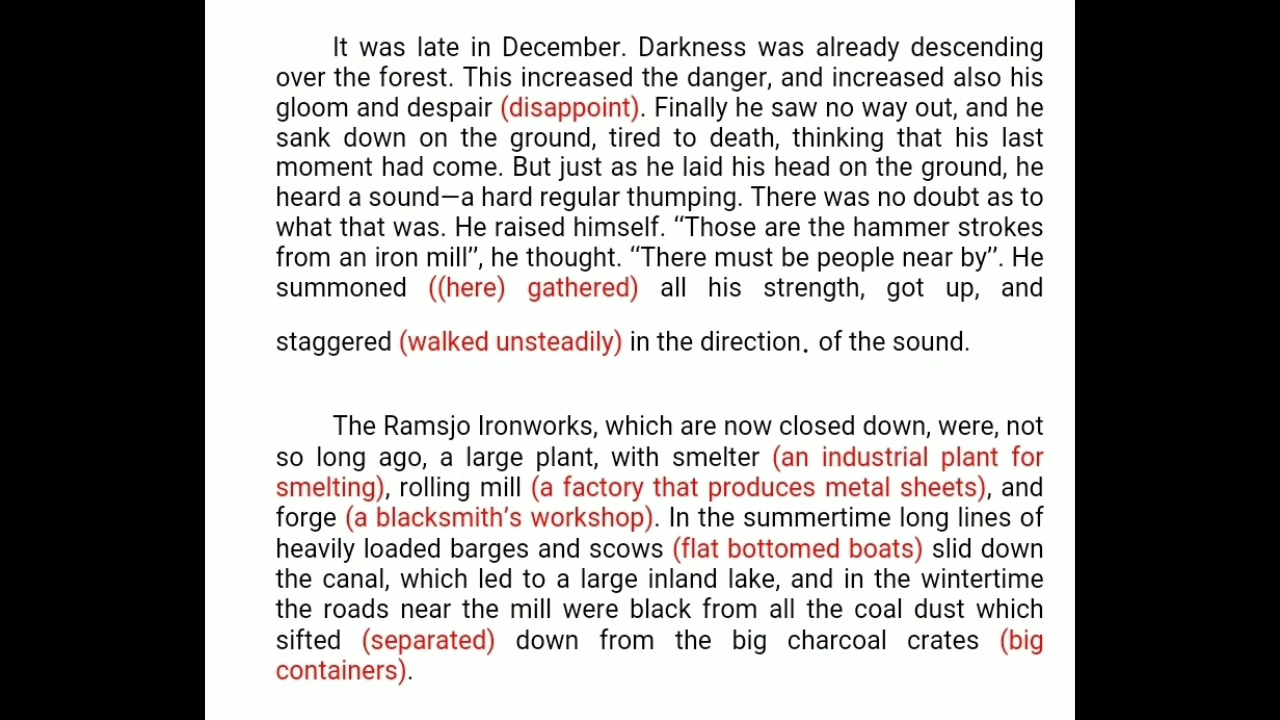 It was late in December. Darkness was already descending
over the forest. This increased the danger, and increased also his
gloom and despair (disappoint). Finally he saw no way out, and he
sank down on the ground, tired to death, thinking that his last
moment had come. But just as he laid his head on the ground, he
heard a sound—a hard regular thumping. There was no doubt as to
what that was. He raised himself. “Those are the hammer strokes
from an iron mill”, he thought. “There must be people near by”. He
summoned ((here) gathered) all his strength, got up, and
staggered (walked unsteadily) in the direction. of the sound.
The Ramsjo Ironworks, which are now closed down, were, not
so long ago, a large plant, with smelter (an industrial plant for
smelting), rolling mill (a factory that produces metal sheets), and
forge (a blacksmith’s workshop). In the summertime long lines of
heavily loaded barges and scows (flat bottomed boats) slid down
the canal, which led to a large inland lake, and in the wintertime
the roads near the mill were black from all the coal dust which
sifted (separated) down from the big charcoal crates (big
containers).